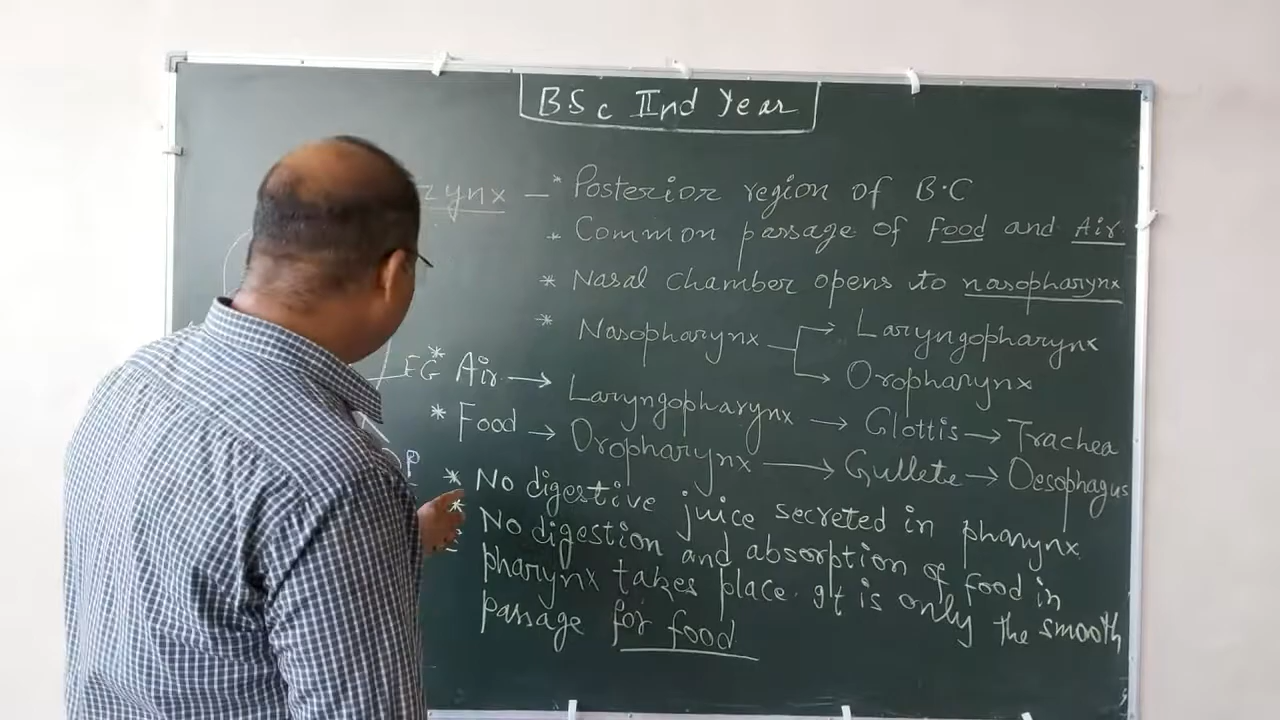 BSc IInd Year
rynx — * Posterior region of B.C
* Common passage of Food and Air
* Nasal chamber opens to nasopharynx
* Nasopharynx → Laryngopharynx
→ Oropharynx
EG * Air → Laryngopharynx → Glottis → Trachea
* Food → Oropharynx → Gullete → Oesophagus
P
* No digestive juice secreted in pharynx
* No digestion and absorption of food in
pharynx takes place. It is only the smooth
passage for food